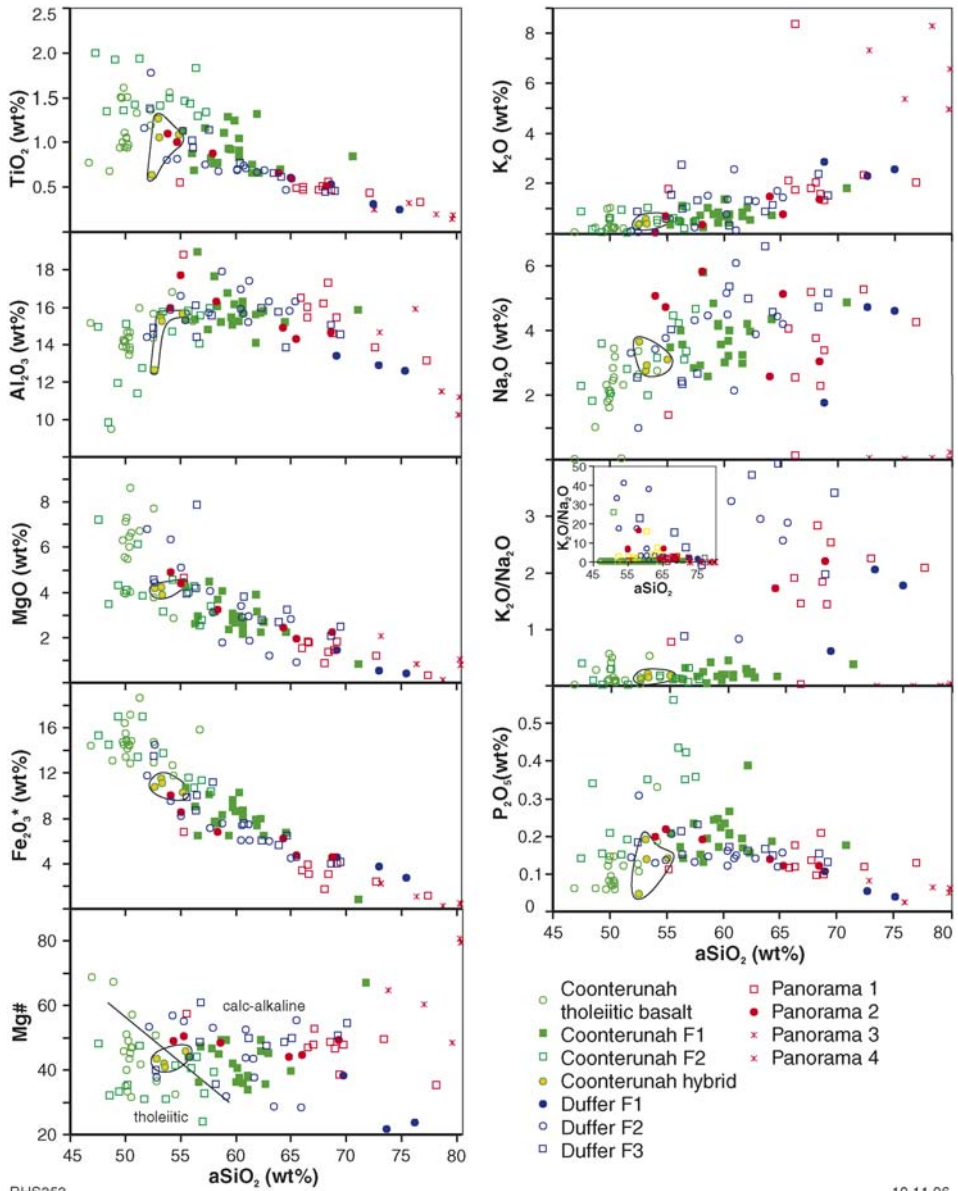 2.5
2.0
1.5
1.0
0.5
TiO₂ (wt%)
18
16
14
12
10
Al₂O₃ (wt%)
8
6
4
2
MgO (wt%)
16
12
8
4
Fe₂O₃* (wt%)
80
60
40
20
Mg#
calc-alkaline
tholeiitic
45 50 55 60 65 70 75 80
aSiO₂ (wt%)
8
6
4
2
K₂O (wt%)
6
4
2
Na₂O (wt%)
3
2
1
K₂O/Na₂O
50
40
30
20
10
0
K₂O/Na₂O
45 55 65 75
aSiO₂
0.5
0.4
0.3
0.2
0.1
0
P₂O₅(wt%)
45 50 55 60 65 70 75 80
aSiO₂ (wt%)
Coonterunah
tholeiitic basalt
Coonterunah F1
Coonterunah F2
Coonterunah hybrid
Duffer F1
Duffer F2
Duffer F3
Panorama 1
Panorama 2
Panorama 3
Panorama 4